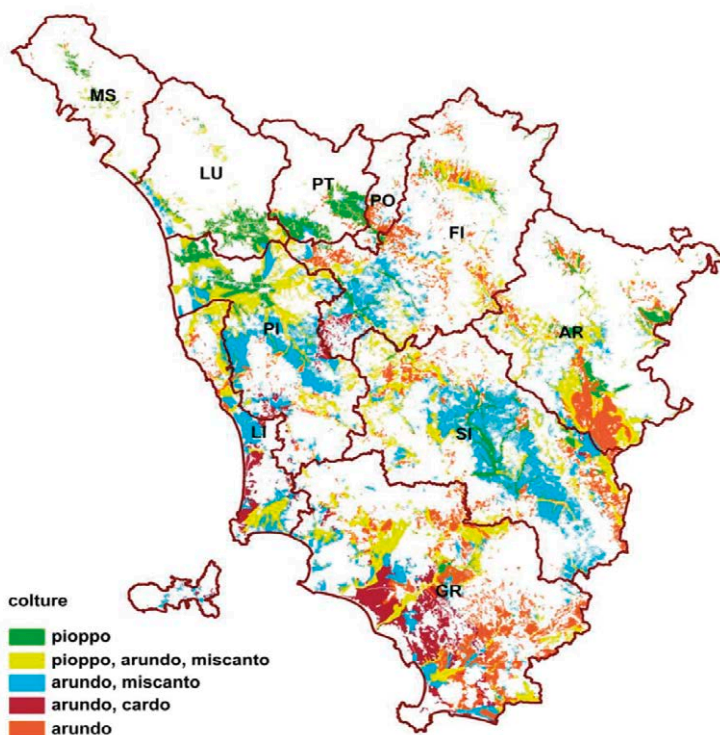 MS
LU
PT
PO
FI
PI
AR
LI
SI
GR
colture
pioppo
pioppo, arundo, miscanto
arundo, miscanto
arundo, cardo
arundo